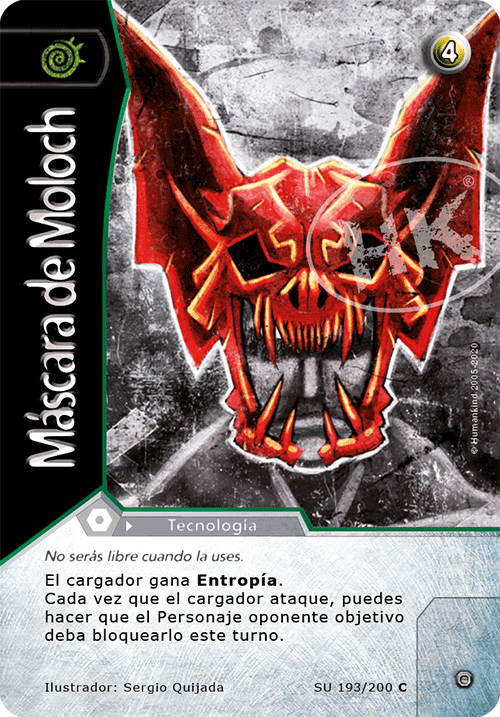 4
Máscara de Moloch
HK
®
© Humankind 2005-2020
Tecnología
No serás libre cuando la uses.
El cargador gana Entropía.
Cada vez que el cargador ataque, puedes
hacer que el Personaje oponente objetivo
deba bloquearlo este turno.
Ilustrador: Sergio Quijada
SU 193/200 C